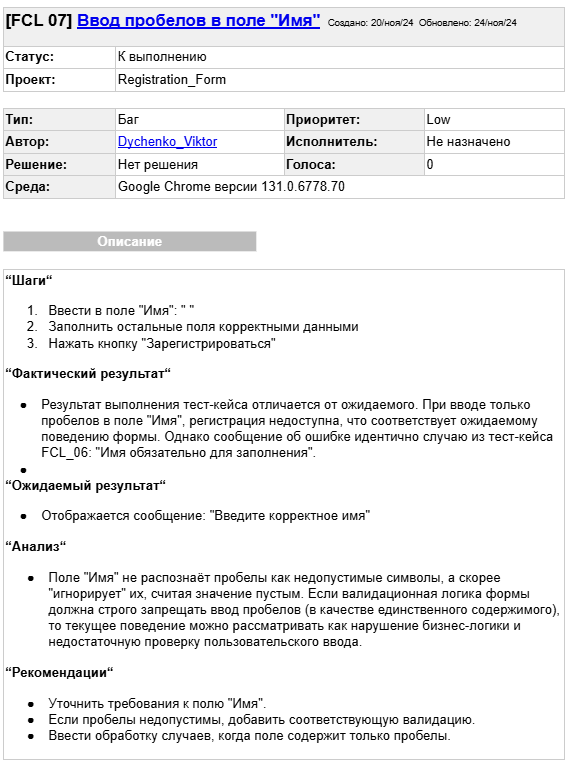 [FCL 07] Ввод пробелов в поле "Имя" Создано: 20/ноя/24 Обновлено: 24/ноя/24
Статус: К выполнению
Проект: Registration_Form
Тип: Баг Приоритет: Low
Автор: Dychenko_Viktor Исполнитель: Не назначено
Решение: Нет решения Голоса: 0
Среда: Google Chrome версии 131.0.6778.70
Описание
“Шаги“
1. Ввести в поле "Имя": " "
2. Заполнить остальные поля корректными данными
3. Нажать кнопку "Зарегистрироваться"
“Фактический результат“
● Результат выполнения тест-кейса отличается от ожидаемого. При вводе только
пробелов в поле "Имя", регистрация недоступна, что соответствует ожидаемому
поведению формы. Однако сообщение об ошибке идентично случаю из тест-кейса
FCL_06: "Имя обязательно для заполнения".
●
“Ожидаемый результат“
● Отображается сообщение: "Введите корректное имя"
“Анализ“
● Поле "Имя" не распознаёт пробелы как недопустимые символы, а скорее
"игнорирует" их, считая значение пустым. Если валидационная логика формы
должна строго запрещать ввод пробелов (в качестве единственного содержимого),
то текущее поведение можно рассматривать как нарушение бизнес-логики и
недостаточную проверку пользовательского ввода.
“Рекомендации“
● Уточнить требования к полю "Имя".
● Если пробелы недопустимы, добавить соответствующую валидацию.
● Ввести обработку случаев, когда поле содержит только пробелы.